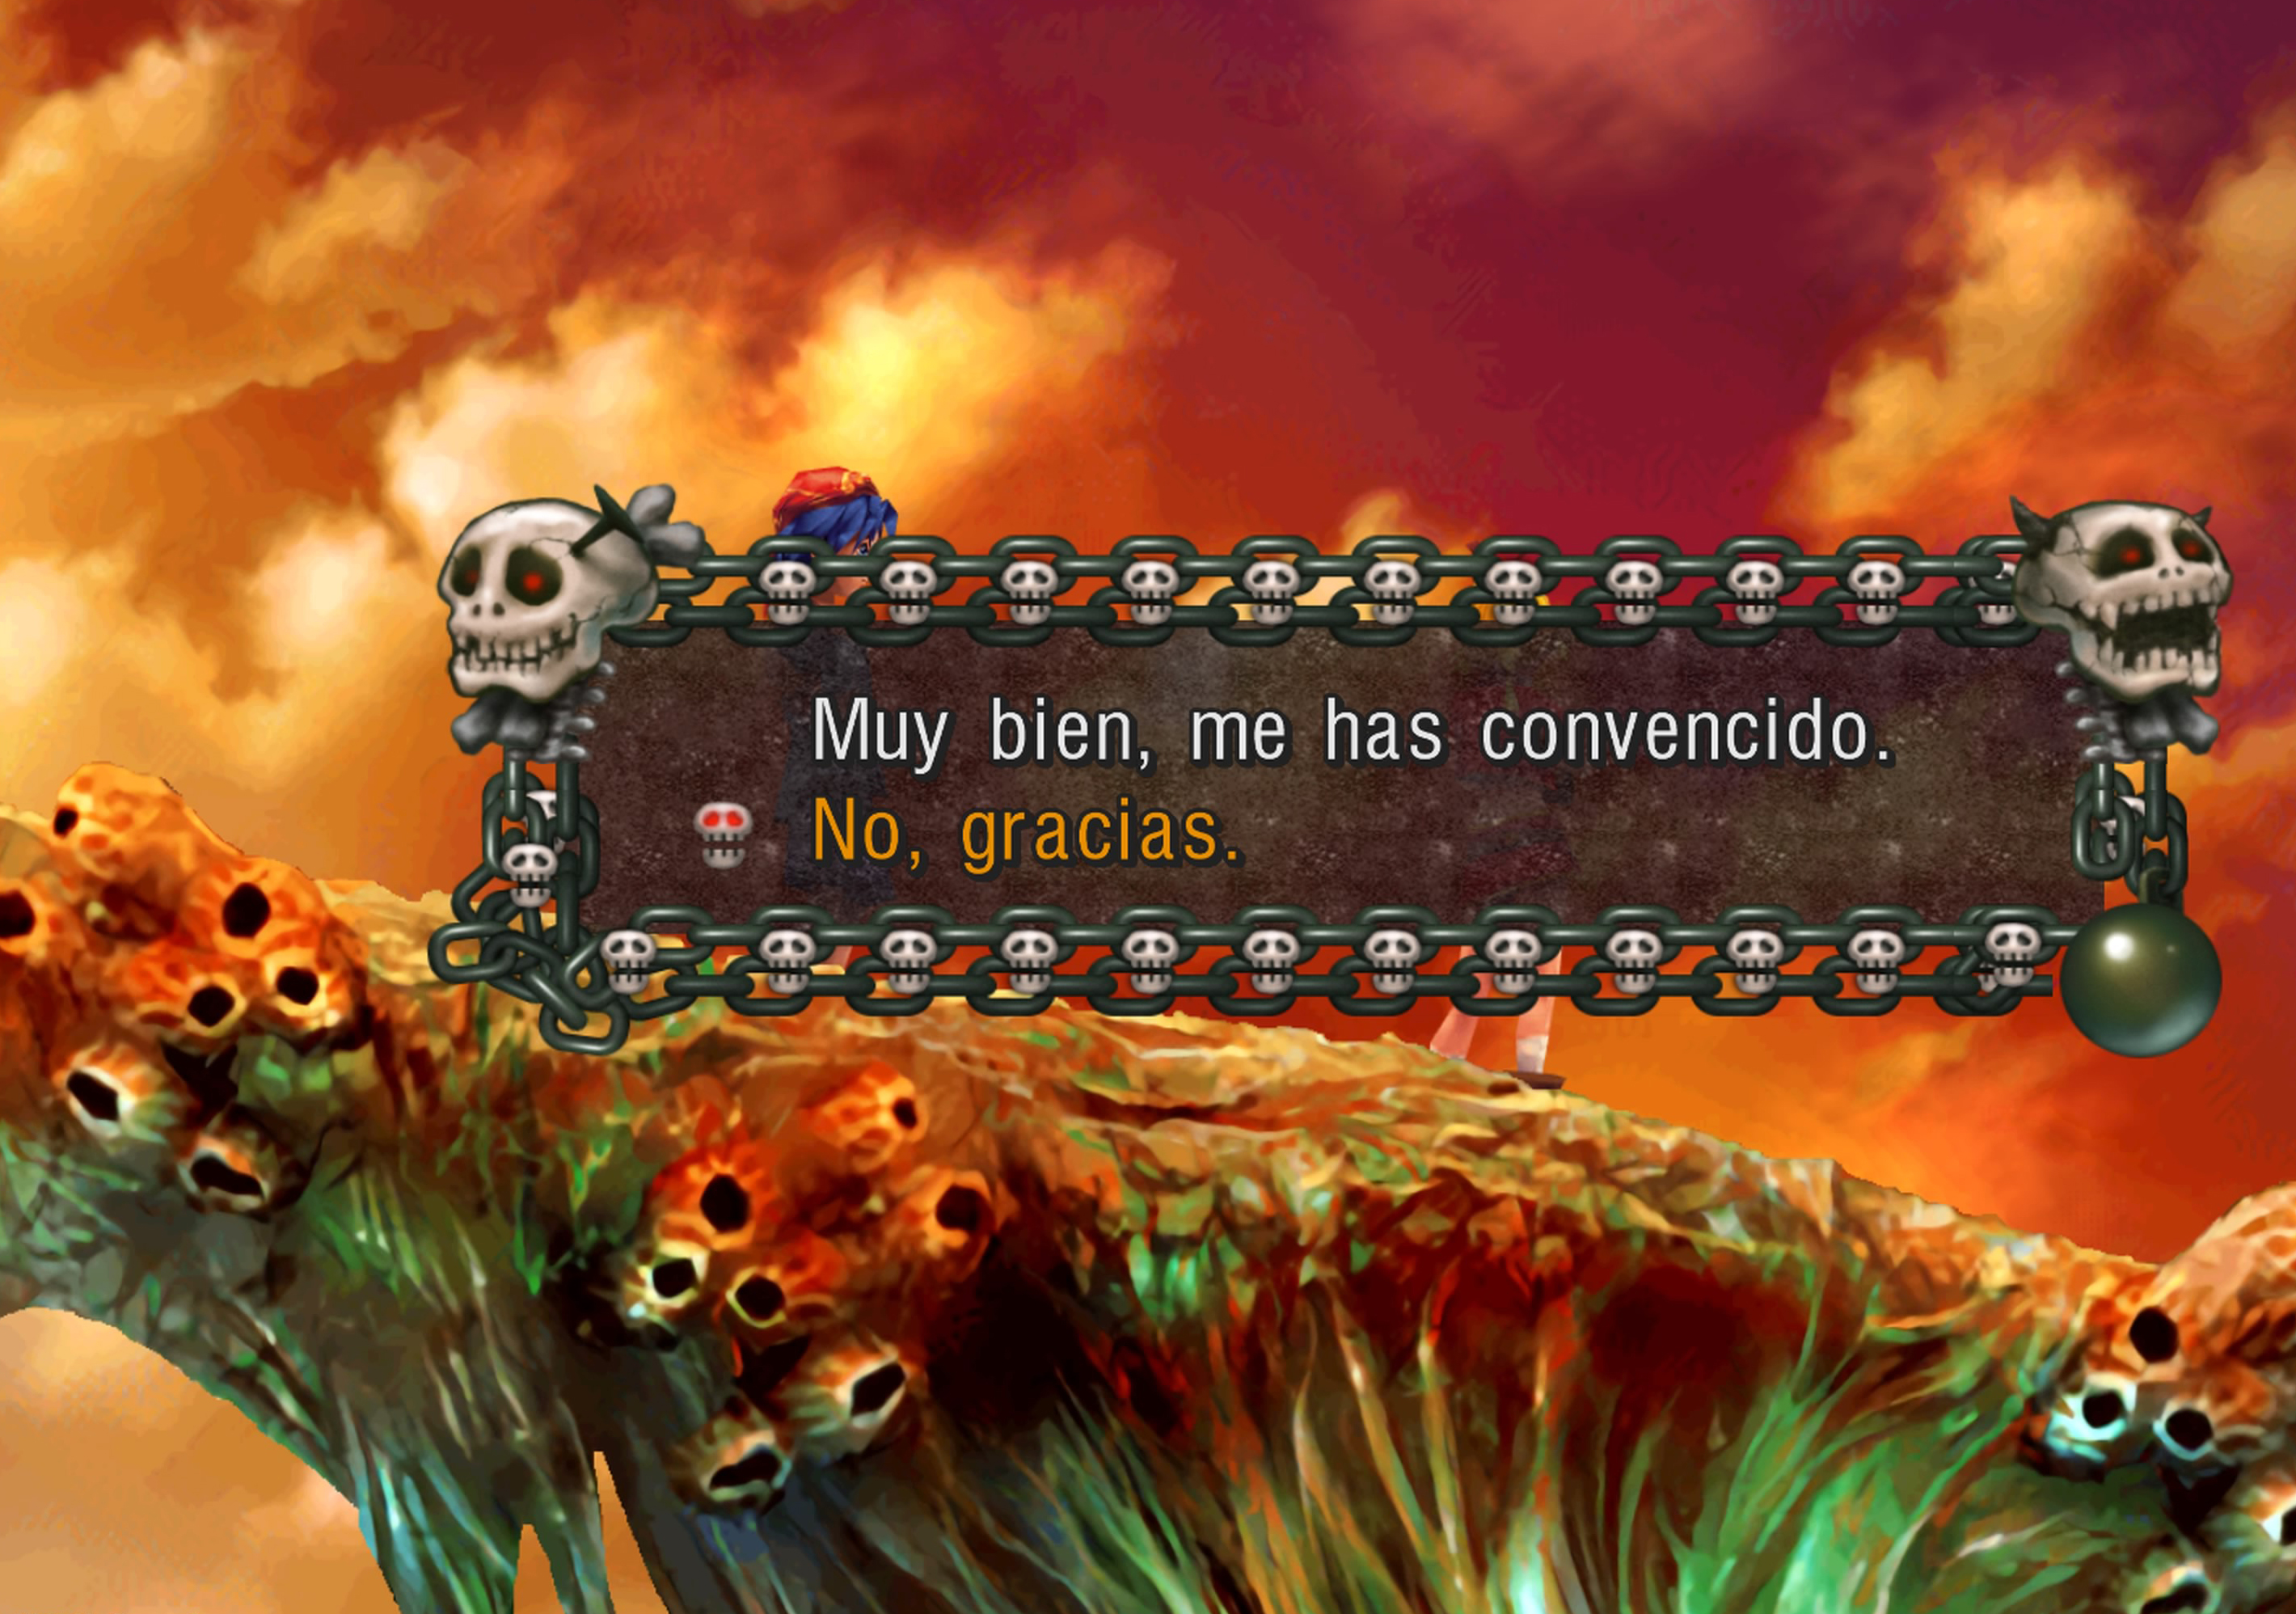 Muy bien, me has convencido.
No, gracias.